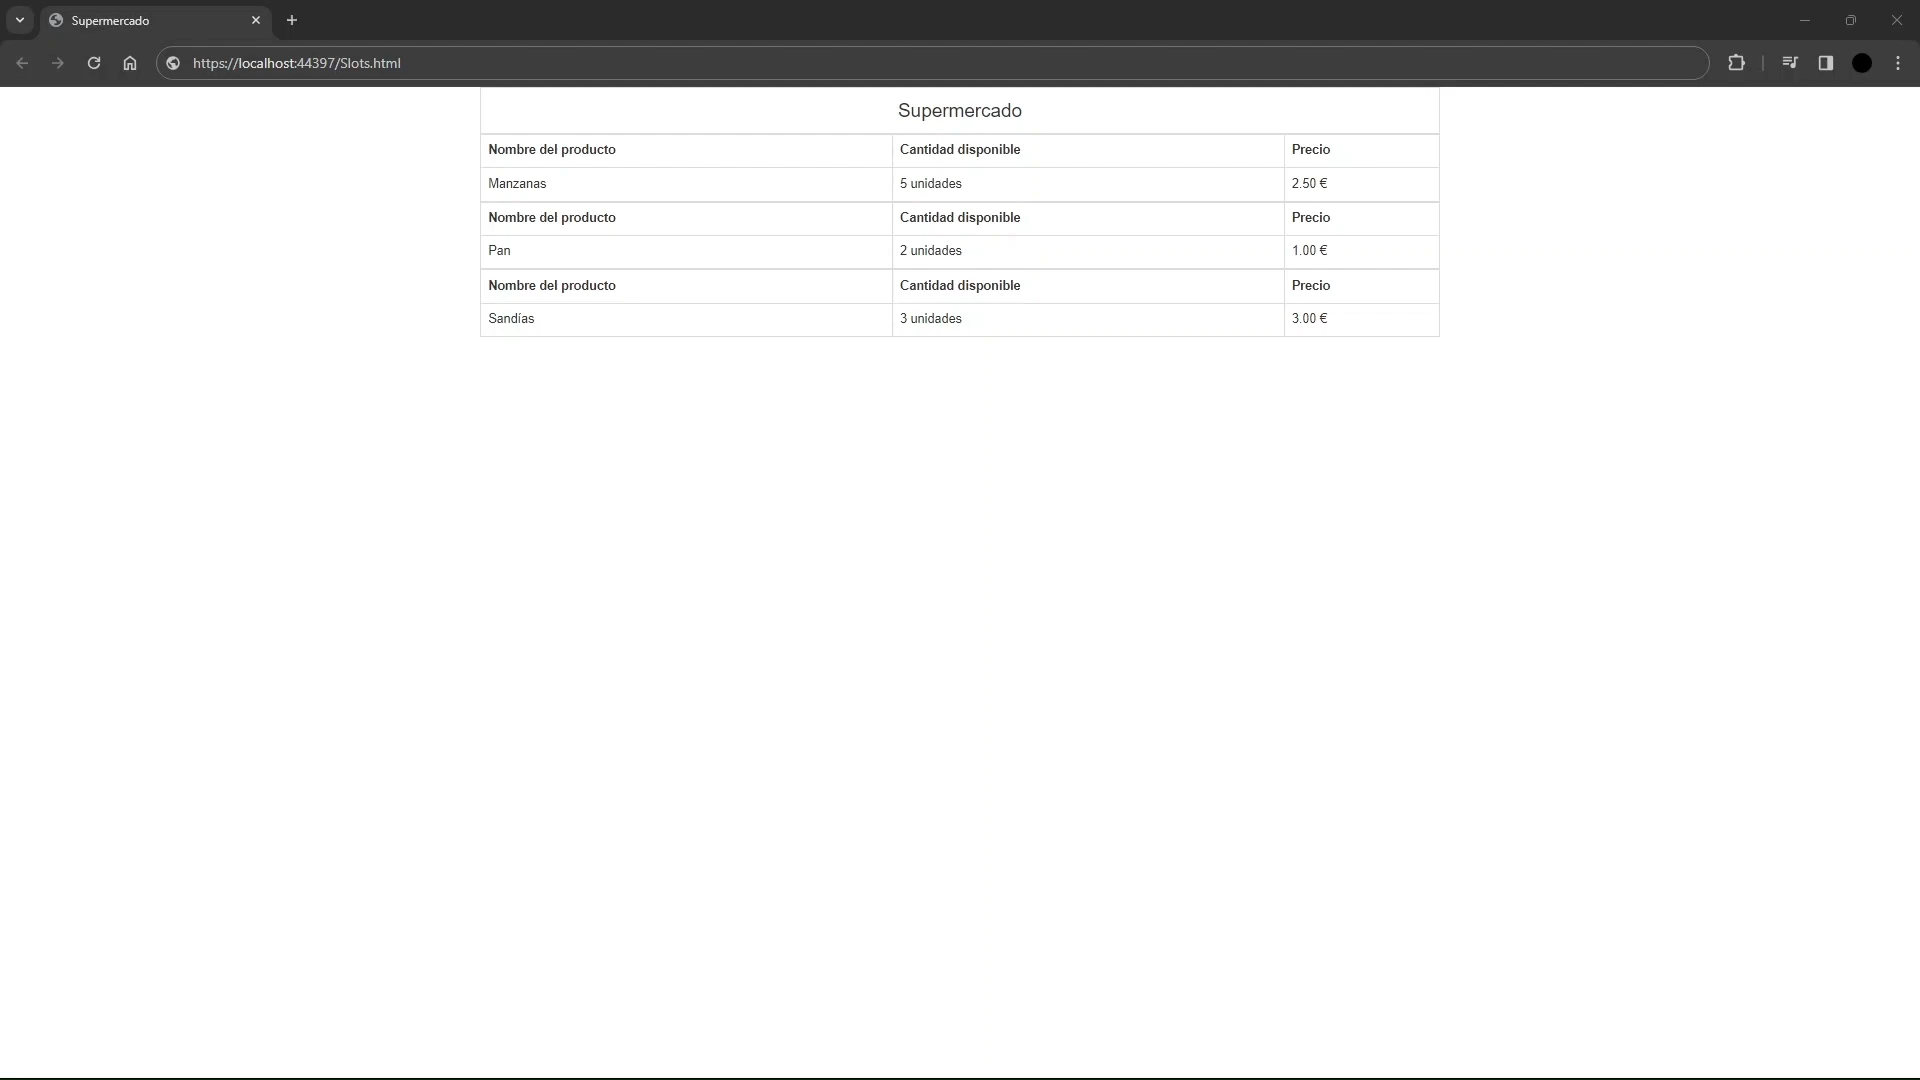 Supermercado
https://localhost:44397/Slots.html
Supermercado
Nombre del producto Cantidad disponible Precio
Manzanas 5 unidades 2.50 €
Nombre del producto Cantidad disponible Precio
Pan 2 unidades 1.00 €
Nombre del producto Cantidad disponible Precio
Sandías 3 unidades 3.00 €